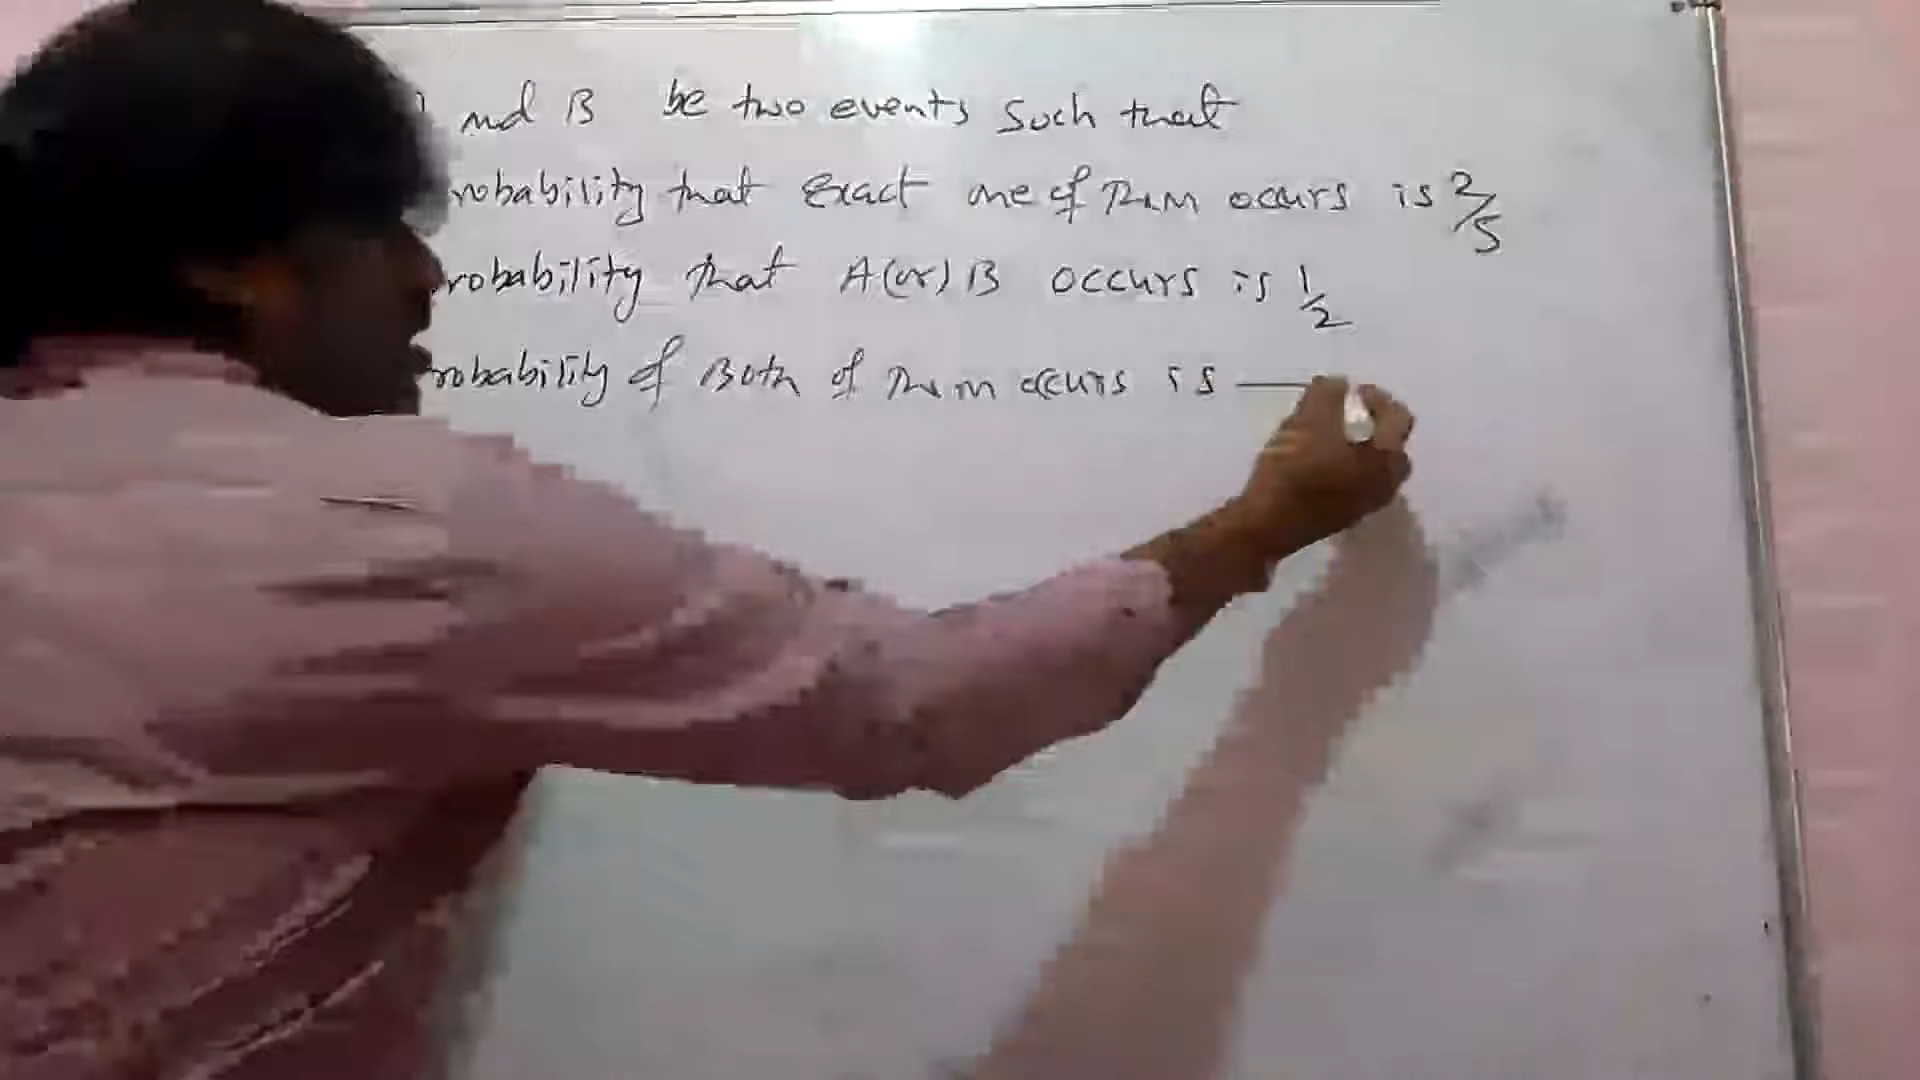 and B be two events such that
robability that Exact one of them occurs is 2/5
robability that A(or)B occurs is 1/2
robability of Both of them occurs is —